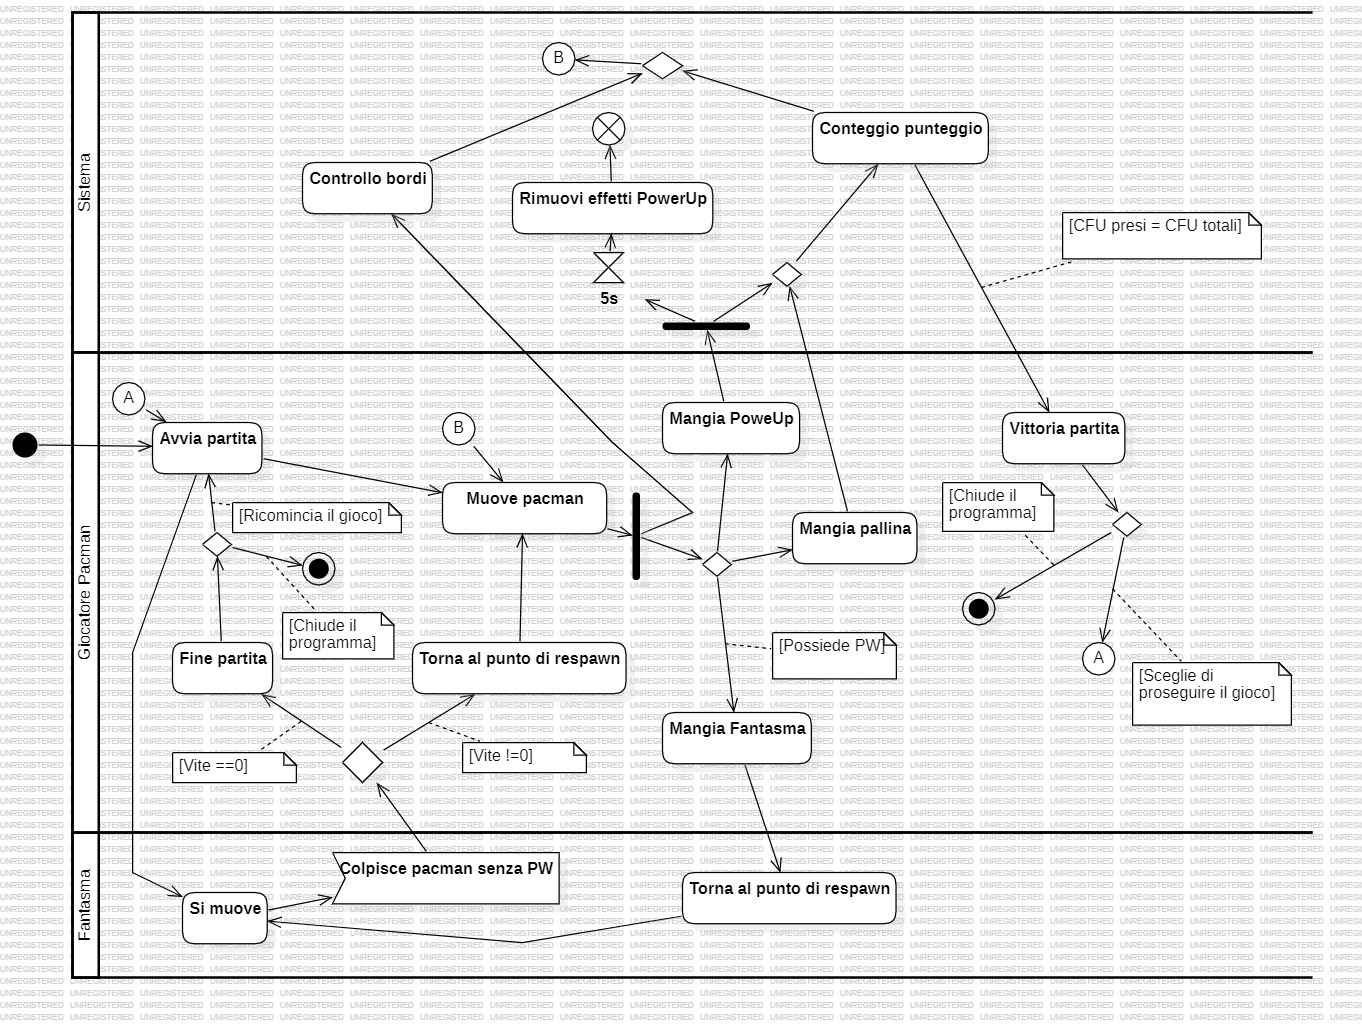 UNREGISTERED
Sistema
B
Conteggio punteggio
Controllo bordi
Rimuovi effetti PowerUp
[CFU presi = CFU totali]
5s
Giocatore Pacman
A
Avvia partita
B
Mangia PoweUp
Vittoria partita
Muove pacman
[Ricomincia il gioco]
[Chiude il
programma]
Mangia pallina
[Chiude il
programma]
Fine partita
Torna al punto di respawn
[Possiede PW]
A
[Sceglie di
proseguire il gioco]
Mangia Fantasma
[Vite ==0]
[Vite !=0]
Fantasma
Colpisce pacman senza PW
Torna al punto di respawn
Si muove